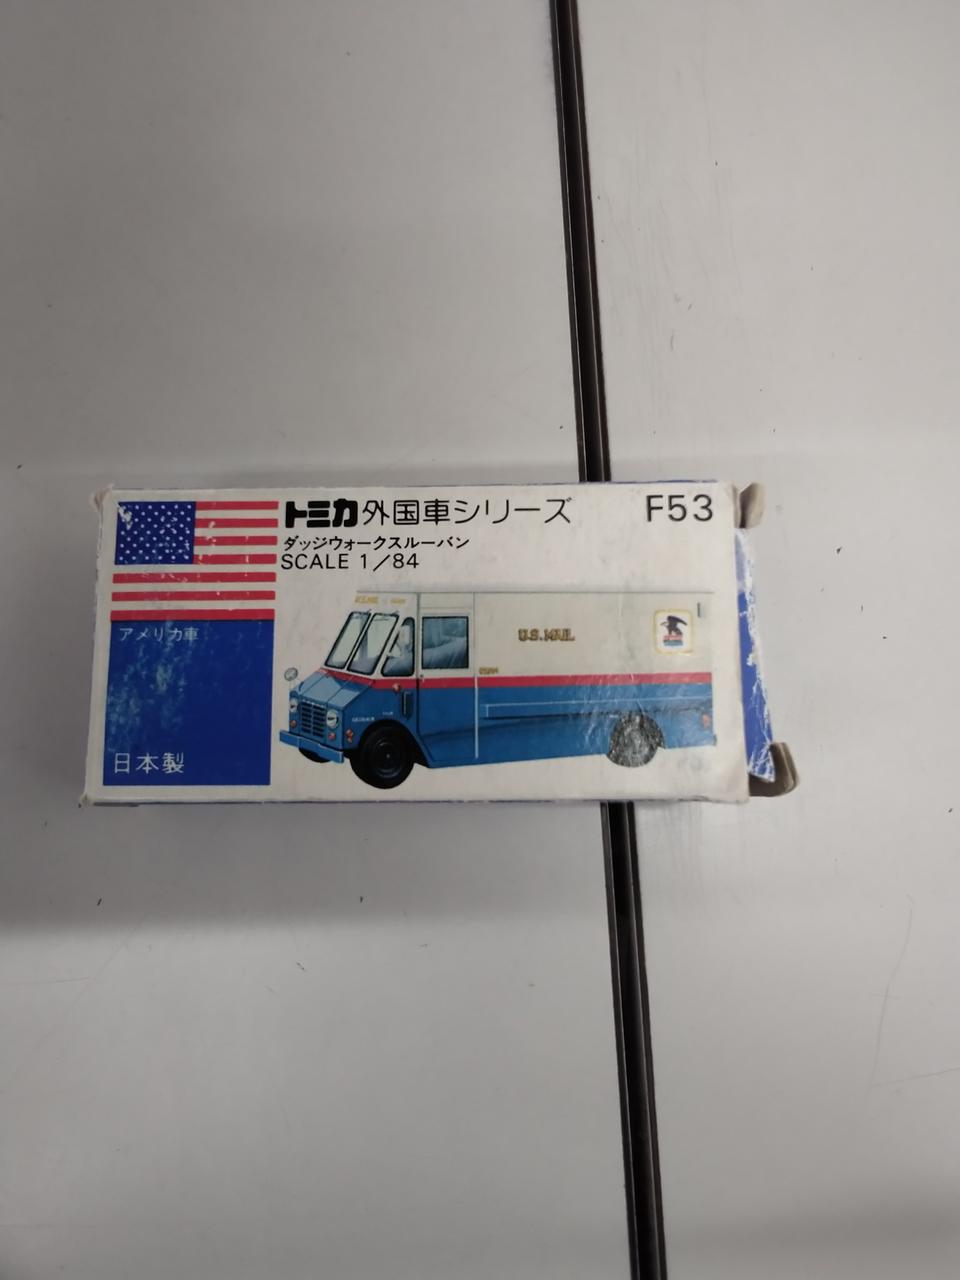 トミカ外国車シリーズ F53
ダッジウォークスルーバン
SCALE 1/84
アメリカ車
U.S. MAIL
日本製